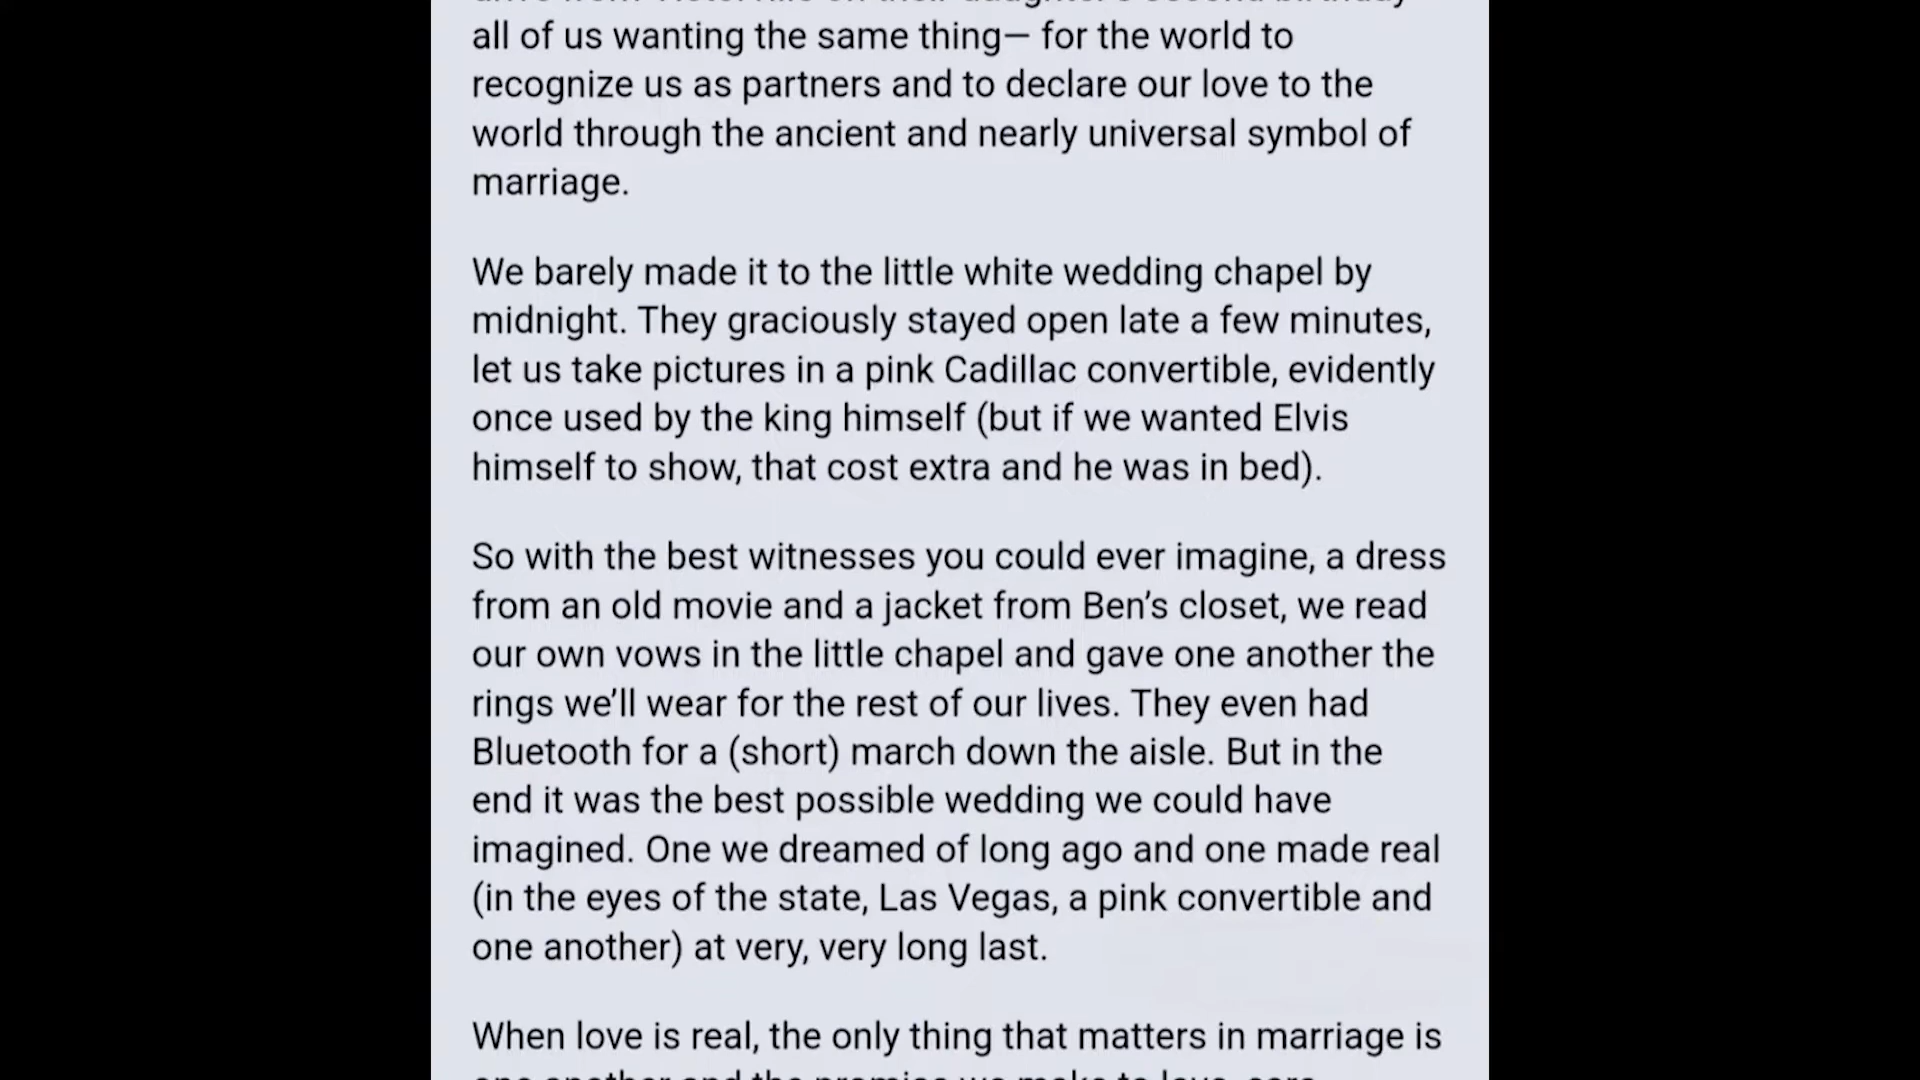 all of us wanting the same thing— for the world to
recognize us as partners and to declare our love to the
world through the ancient and nearly universal symbol of
marriage.
We barely made it to the little white wedding chapel by
midnight. They graciously stayed open late a few minutes,
let us take pictures in a pink Cadillac convertible, evidently
once used by the king himself (but if we wanted Elvis
himself to show, that cost extra and he was in bed).
So with the best witnesses you could ever imagine, a dress
from an old movie and a jacket from Ben’s closet, we read
our own vows in the little chapel and gave one another the
rings we’ll wear for the rest of our lives. They even had
Bluetooth for a (short) march down the aisle. But in the
end it was the best possible wedding we could have
imagined. One we dreamed of long ago and one made real
(in the eyes of the state, Las Vegas, a pink convertible and
one another) at very, very long last.
When love is real, the only thing that matters in marriage is